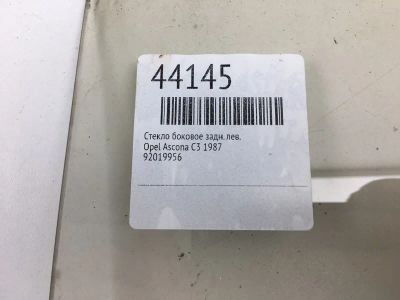 44145
Стекло боковое задн. лев.
Opel Ascona C3 1987
92019956